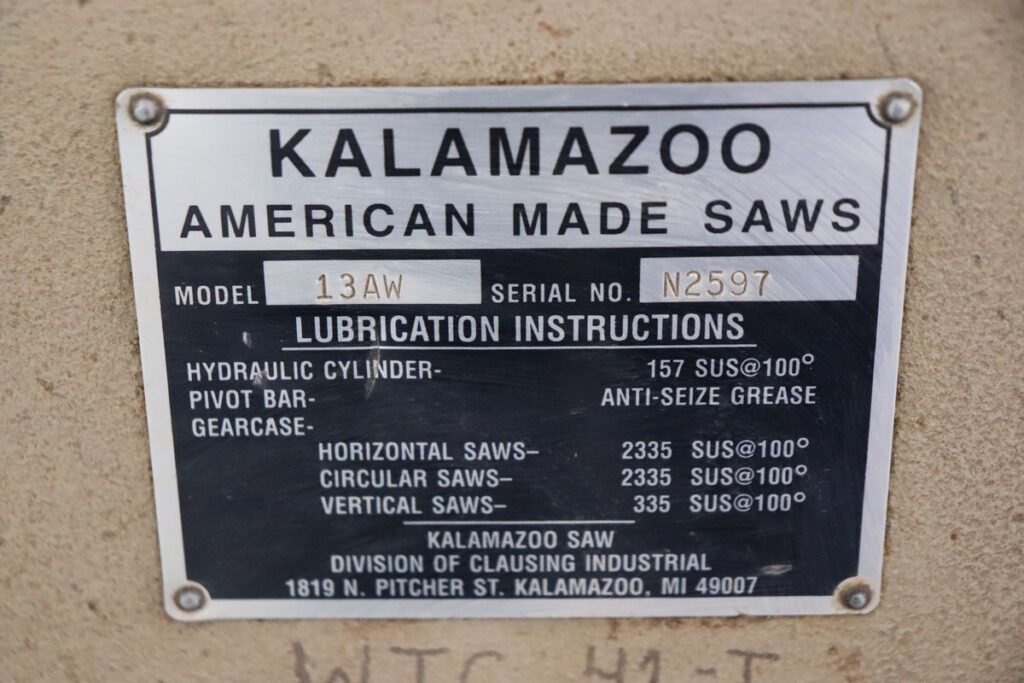 KALAMAZOO
AMERICAN MADE SAWS
MODEL 13AW SERIAL NO. N2597
LUBRICATION INSTRUCTIONS
HYDRAULIC CYLINDER- 157 SUS@100°
PIVOT BAR- ANTI-SEIZE GREASE
GEARCASE-
HORIZONTAL SAWS– 2335 SUS@100°
CIRCULAR SAWS– 2335 SUS@100°
VERTICAL SAWS– 335 SUS@100°
KALAMAZOO SAW
DIVISION OF CLAUSING INDUSTRIAL
1819 N. PITCHER ST. KALAMAZOO, MI 49007